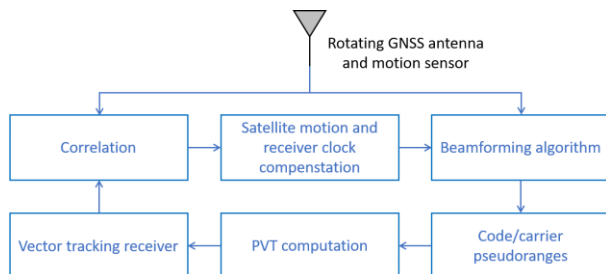 Rotating GNSS antenna
and motion sensor
Correlation
Satellite motion and
receiver clock
compenstation
Beamforming algorithm
Vector tracking receiver
PVT computation
Code/carrier
pseudoranges